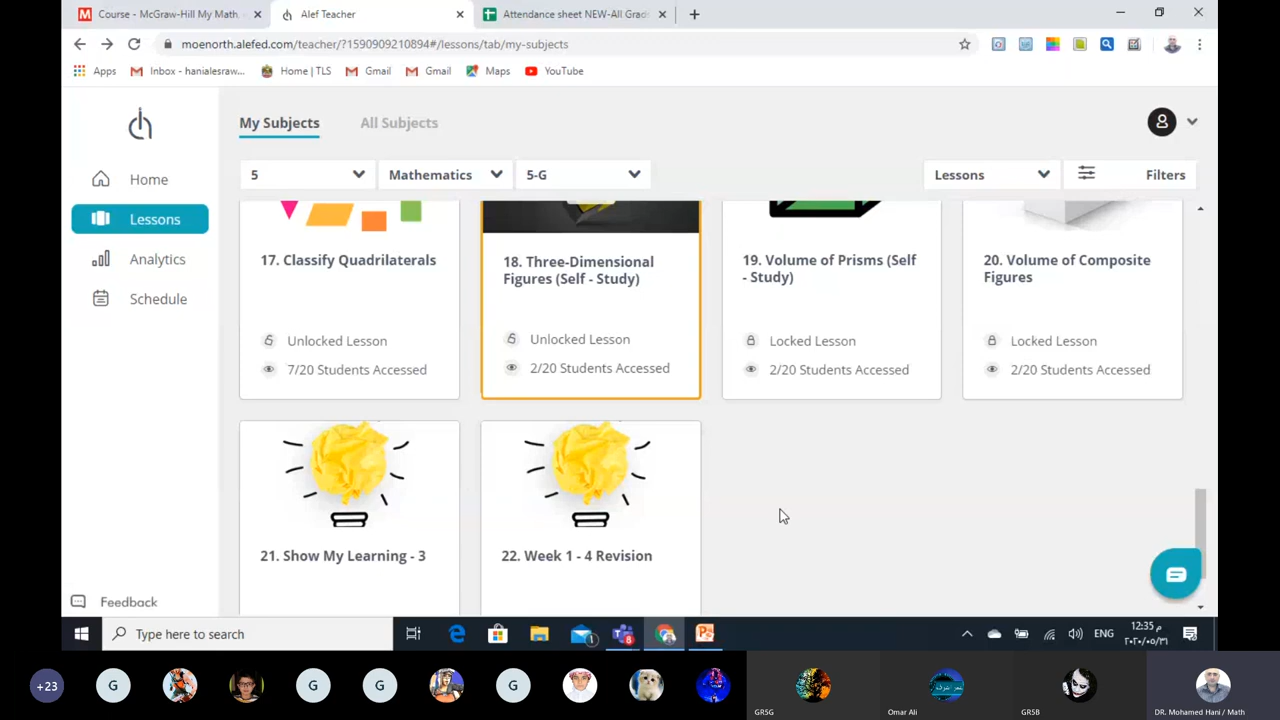 Course - McGraw-Hill My Math,
Alef Teacher
Attendance sheet NEW-All Grad
moenorth.alefed.com/teacher/?1590909210894#/lessons/tab/my-subjects
Apps
Inbox - hanialesraw...
Home | TLS
Gmail
Gmail
Maps
YouTube
My Subjects
All Subjects
5
Mathematics
5-G
Lessons
Filters
Home
Lessons
Analytics
Schedule
Feedback
17. Classify Quadrilaterals
Unlocked Lesson
7/20 Students Accessed
18. Three-Dimensional
Figures (Self - Study)
Unlocked Lesson
2/20 Students Accessed
19. Volume of Prisms (Self
- Study)
Locked Lesson
2/20 Students Accessed
20. Volume of Composite
Figures
Locked Lesson
2/20 Students Accessed
21. Show My Learning - 3
22. Week 1 - 4 Revision
Type here to search
ENG
12:35 م
٢٠٢٠/٠٥/٣١
+23
G
G
G
G
GRSG
Omar Ali
GRSB
DR. Mohamed Hani / Math